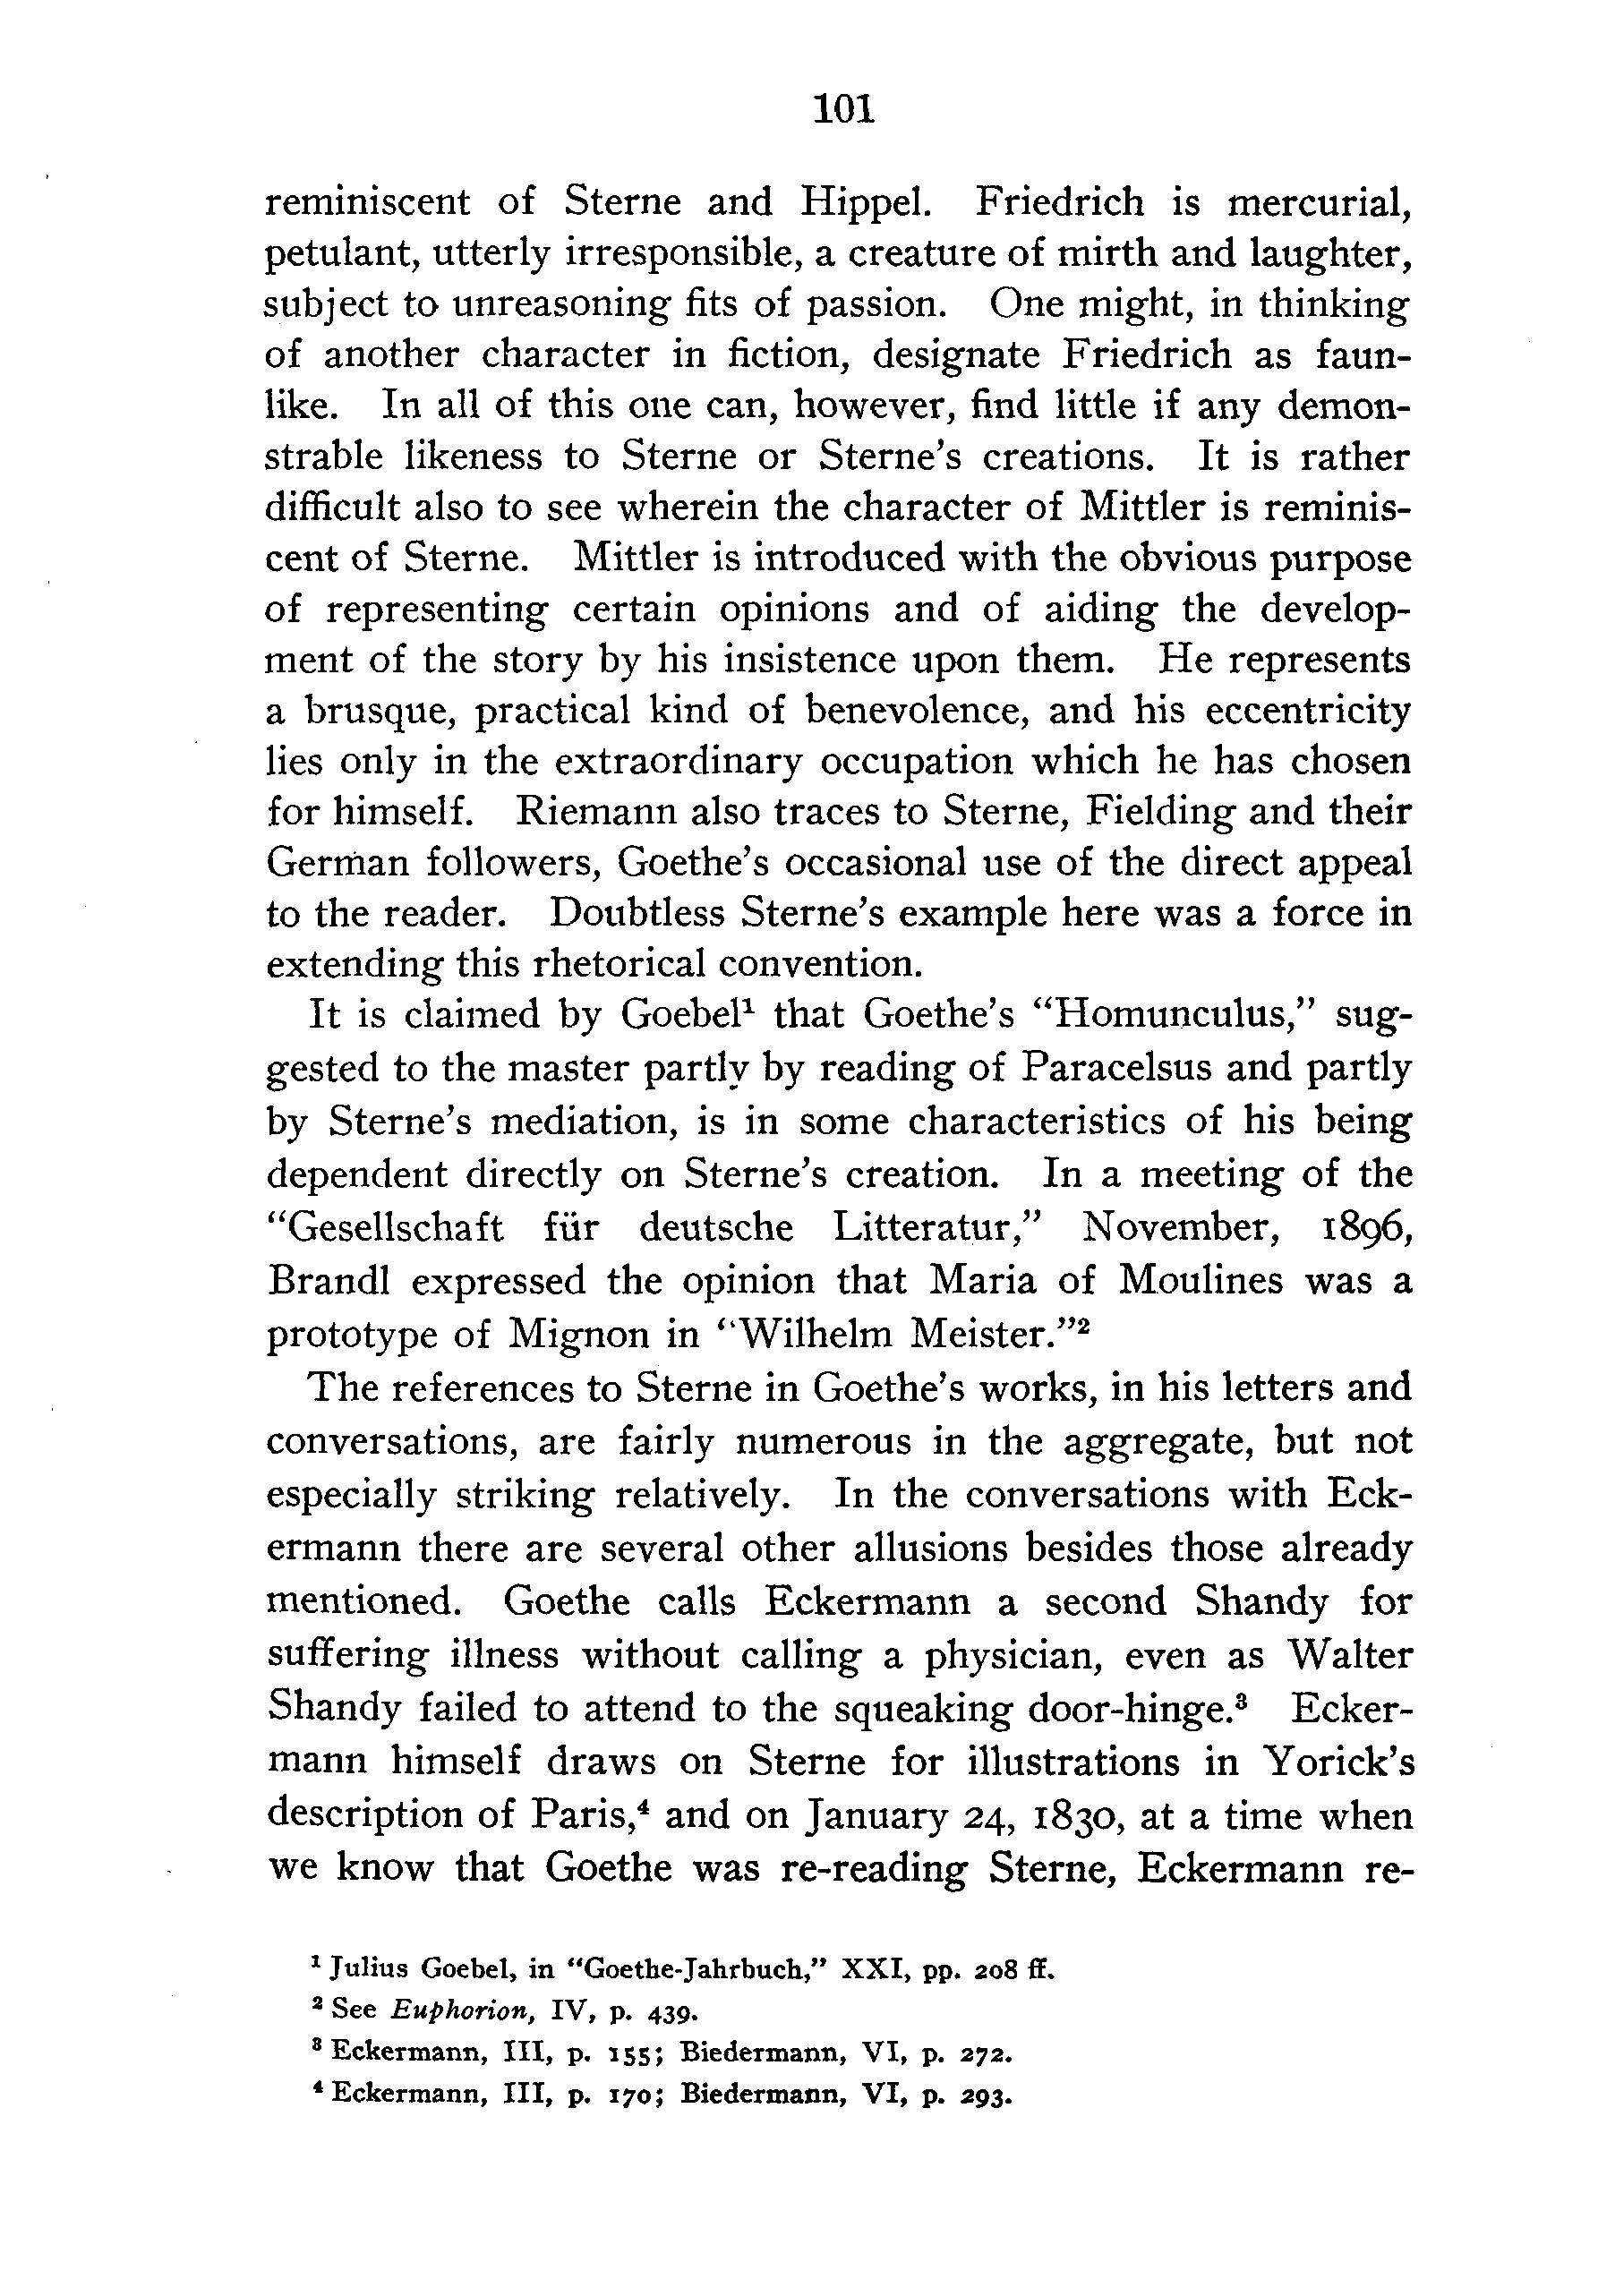 101
reminiscent of Sterne and Hippel. Friedrich is mercurial,
petulant, utterly irresponsible, a creature of mirth and laughter,
subject to unreasoning fits of passion. One might, in thinking
of another character in fiction, designate Friedrich as faun-
like. In all of this one can, however, find little if any demon-
strable likeness to Sterne or Sterne's creations. It is rather
difficult also to see wherein the character of Mittler is reminis-
cent of Sterne. Mittler is introduced with the obvious purpose
of representing certain opinions and of aiding the develop-
ment of the story by his insistence upon them. He represents
a brusque, practical kind of benevolence, and his eccentricity
lies only in the extraordinary occupation which he has chosen
for himself. Riemann also traces to Sterne, Fielding and their
German followers, Goethe's occasional use of the direct appeal
to the reader. Doubtless Sterne's example here was a force in
extending this rhetorical convention.
It is claimed by Goebel¹ that Goethe's “Homunculus,” sug-
gested to the master partly by reading of Paracelsus and partly
by Sterne's mediation, is in some characteristics of his being
dependent directly on Sterne's creation. In a meeting of the
“Gesellschaft für deutsche Litteratur,” November, 1896,
Brandl expressed the opinion that Maria of Moulines was a
prototype of Mignon in “Wilhelm Meister.”²
The references to Sterne in Goethe's works, in his letters and
conversations, are fairly numerous in the aggregate, but not
especially striking relatively. In the conversations with Eck-
ermann there are several other allusions besides those already
mentioned. Goethe calls Eckermann a second Shandy for
suffering illness without calling a physician, even as Walter
Shandy failed to attend to the squeaking door-hinge.³ Ecker-
mann himself draws on Sterne for illustrations in Yorick's
description of Paris,⁴ and on January 24, 1830, at a time when
we know that Goethe was re-reading Sterne, Eckermann re-
¹ Julius Goebel, in “Goethe-Jahrbuch,” XXI, pp. 208 ff.
² See Euphorion, IV, p. 439.
³ Eckermann, III, p. 155; Biedermann, VI, p. 272.
⁴ Eckermann, III, p. 170; Biedermann, VI, p. 293.